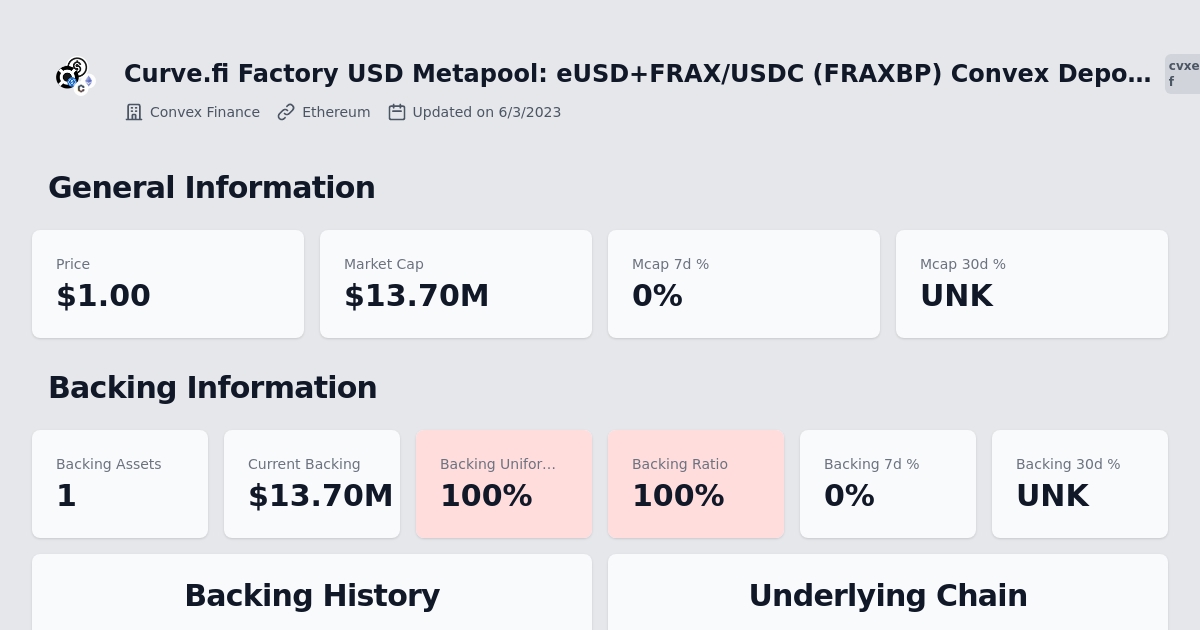 Curve.fi Factory USD Metapool: eUSD+FRAX/USDC (FRAXBP) Convex Depo…
cvxe
f
Convex Finance Ethereum Updated on 6/3/2023
General Information
Price
$1.00
Market Cap
$13.70M
Mcap 7d %
0%
Mcap 30d %
UNK
Backing Information
Backing Assets
1
Current Backing
$13.70M
Backing Unifor…
100%
Backing Ratio
100%
Backing 7d %
0%
Backing 30d %
UNK
Backing History
Underlying Chain